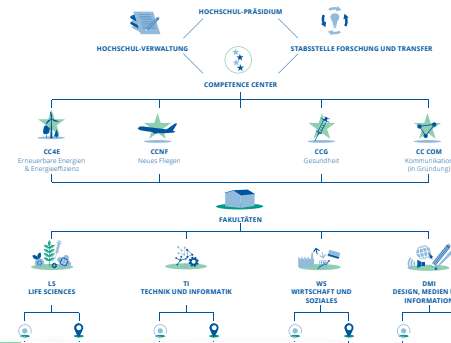 HOCHSCHUL-PRÄSIDIUM
HOCHSCHUL-VERWALTUNG
STABSSTELLE FORSCHUNG UND TRANSFER
COMPETENCE CENTER
CC4E
Erneuerbare Energien
& Energieeffizienz
CCNF
Neues Fliegen
CCG
Gesundheit
CC COM
Kommunikation
(in Gründung)
FAKULTÄTEN
LS
LIFE SCIENCES
TI
TECHNIK UND INFORMATIK
WS
WIRTSCHAFT UND
SOZIALES
DMI
DESIGN, MEDIEN
INFORMATION